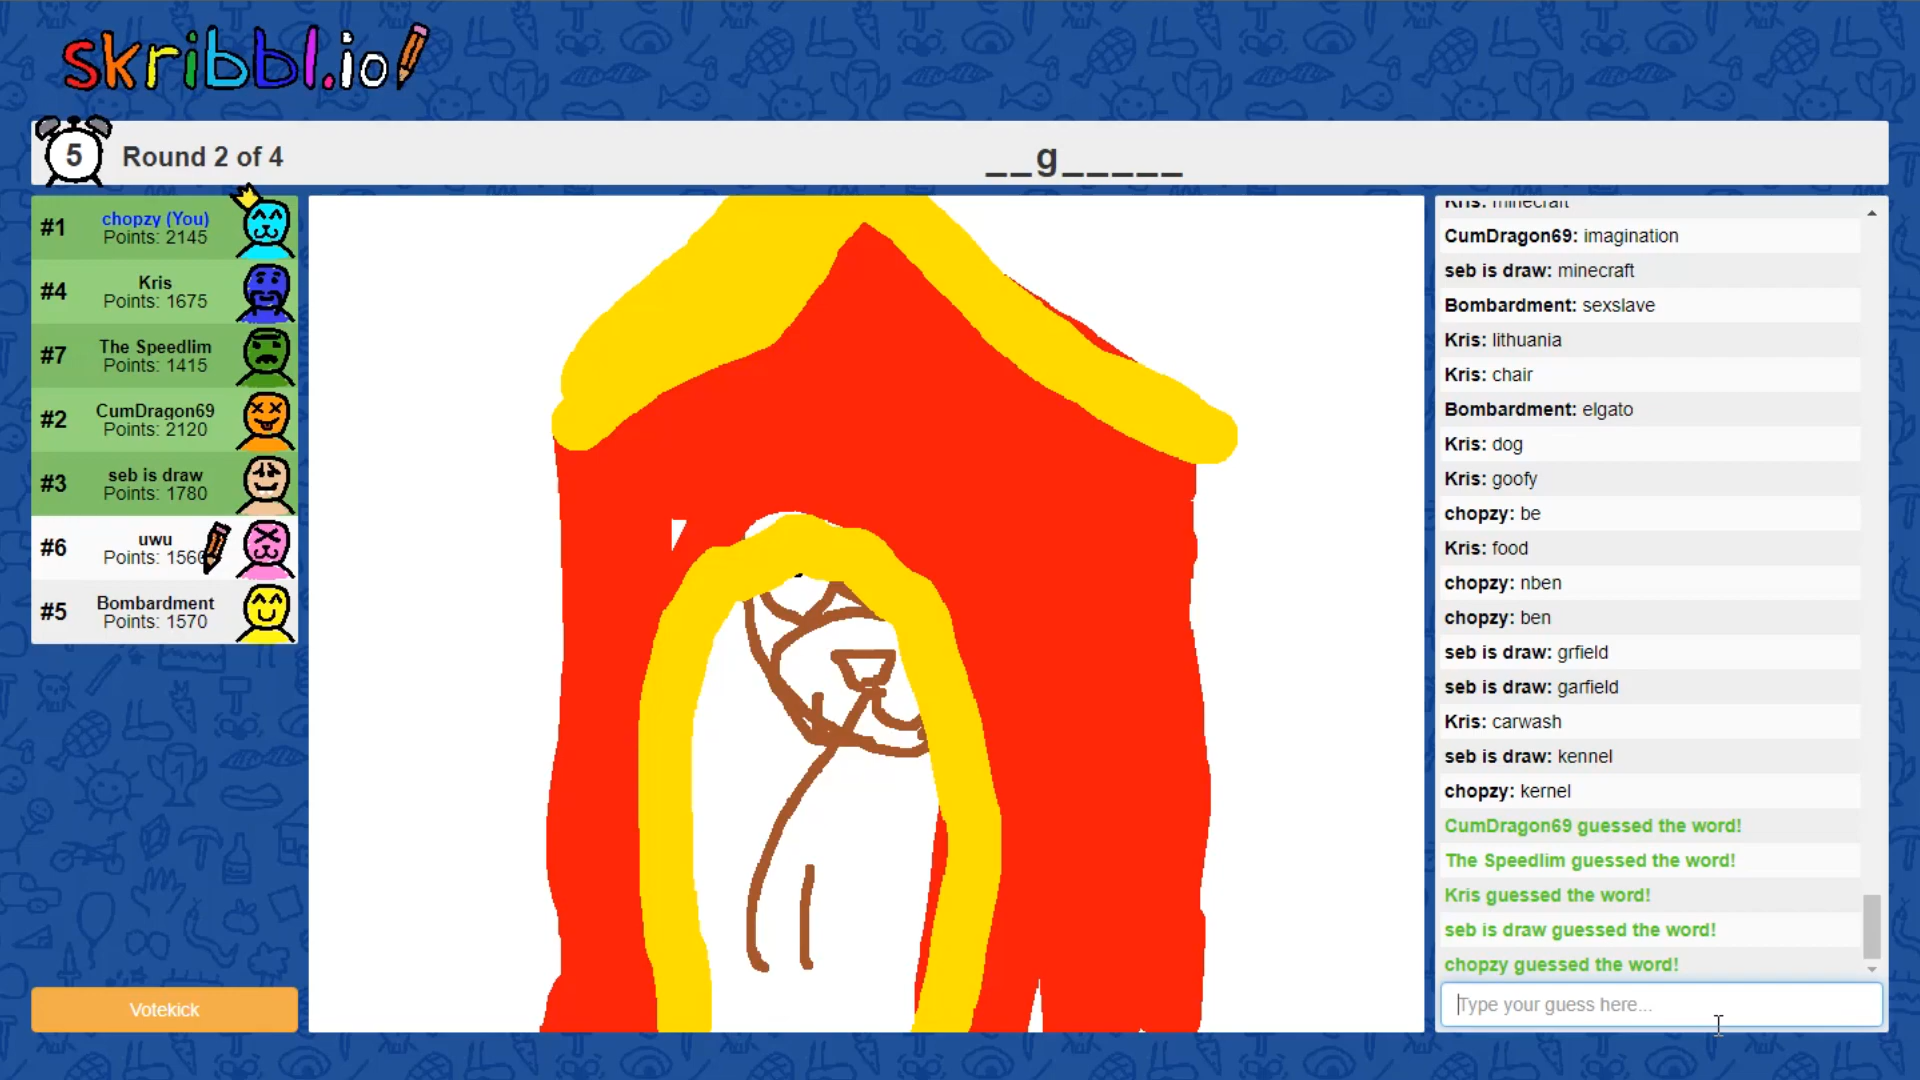 skribbl.io
5
Round 2 of 4
__g_____
#1
chopzy (You)
Points: 2145
#4
Kris
Points: 1675
#7
The Speedlim
Points: 1415
#2
CumDragon69
Points: 2120
#3
seb is draw
Points: 1780
#6
uwu
Points: 1560
#5
Bombardment
Points: 1570
Votekick
Kris: minecraft
CumDragon69: imagination
seb is draw: minecraft
Bombardment: sexslave
Kris: lithuania
Kris: chair
Bombardment: elgato
Kris: dog
Kris: goofy
chopzy: be
Kris: food
chopzy: nben
chopzy: ben
seb is draw: grfield
seb is draw: garfield
Kris: carwash
seb is draw: kennel
chopzy: kernel
CumDragon69 guessed the word!
The Speedlim guessed the word!
Kris guessed the word!
seb is draw guessed the word!
chopzy guessed the word!
Type your guess here...